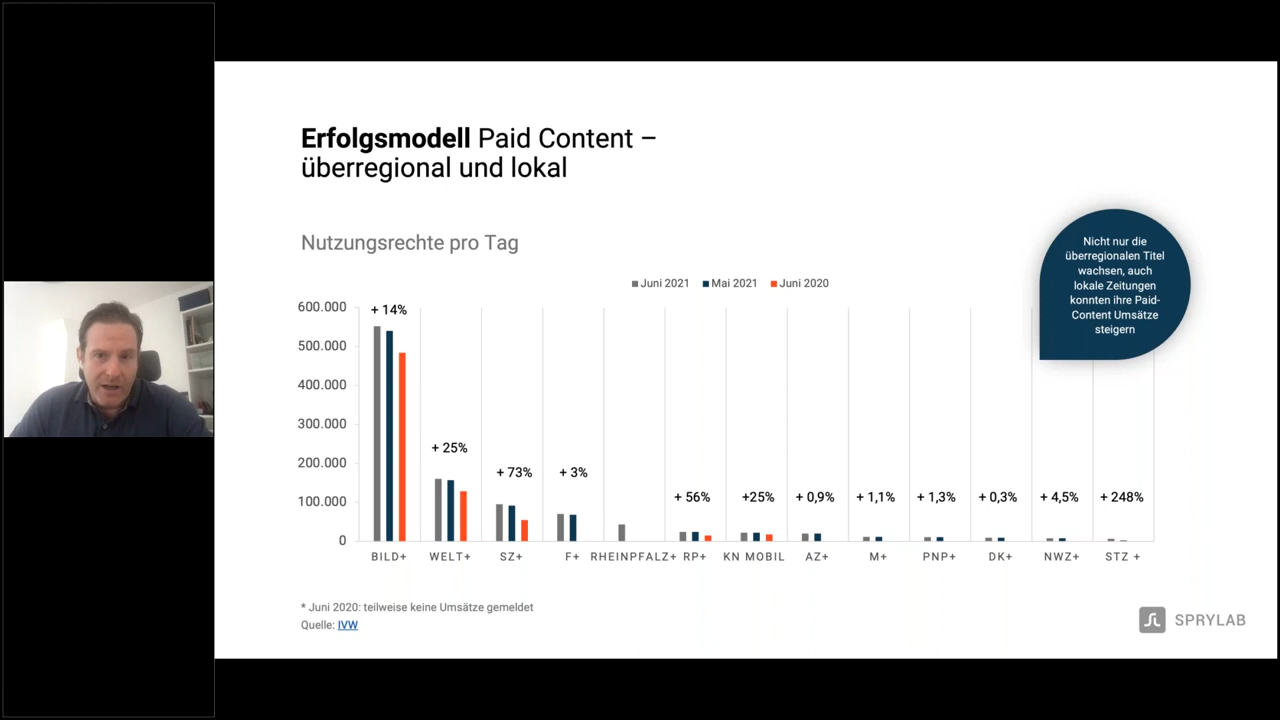 Erfolgsmodell Paid Content –
überregional und lokal
Nutzungsrechte pro Tag
Nicht nur die
überregionalen Titel
wachsen, auch
lokale Zeitungen
konnten ihre Paid-
Content Umsätze
steigern
Juni 2021 Mai 2021 Juni 2020
600.000
500.000
400.000
300.000
200.000
100.000
0
+ 14%
+ 25%
+ 73%
+ 3%
+ 56%
+25%
+ 0,9%
+ 1,1%
+ 1,3%
+ 0,3%
+ 4,5%
+ 248%
BILD+ WELT+ SZ+ F+ RHEINPFALZ+ RP+ KN MOBIL AZ+ M+ PNP+ DK+ NWZ+ STZ +
* Juni 2020: teilweise keine Umsätze gemeldet
Quelle: IVW
SPRYLAB